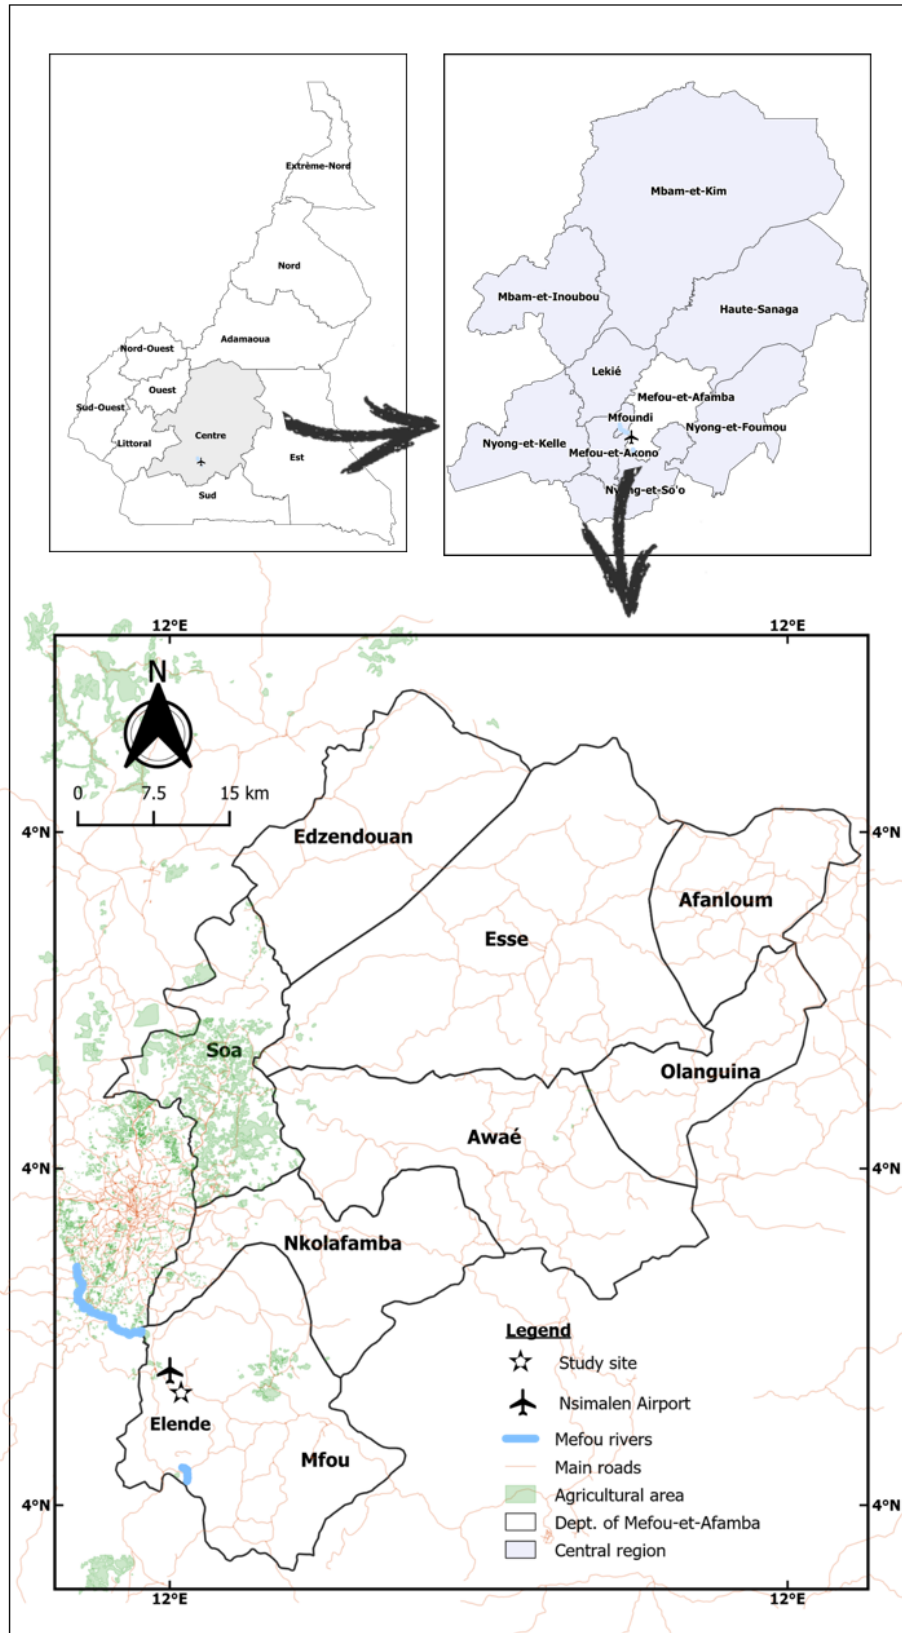 Extrème-Nord
Nord
Adamaoua
Nord-Ouest
Ouest
Sud-Ouest
Littoral
Centre
Est
Sud
Mbam-et-Kim
Mbam-et-Inoubou
Haute-Sanaga
Lekié
Mefou-et-Afamba
Mfoundi
Nyong-et-Foumou
Nyong-et-Kelle
Mefou-et-Akono
Nyong-et-So'o
12°E 12°E
N
0 7.5 15 km
4°N 4°N
Edzendouan
Afanloum
Esse
Soa
Olanguina
Awaé
4°N 4°N
Nkolafamba
Legend
Study site
Nsimalen Airport
Elende
Mefou rivers
Mfou
Main roads
Agricultural area
4°N 4°N
Dept. of Mefou-et-Afamba
Central region
12°E 12°E